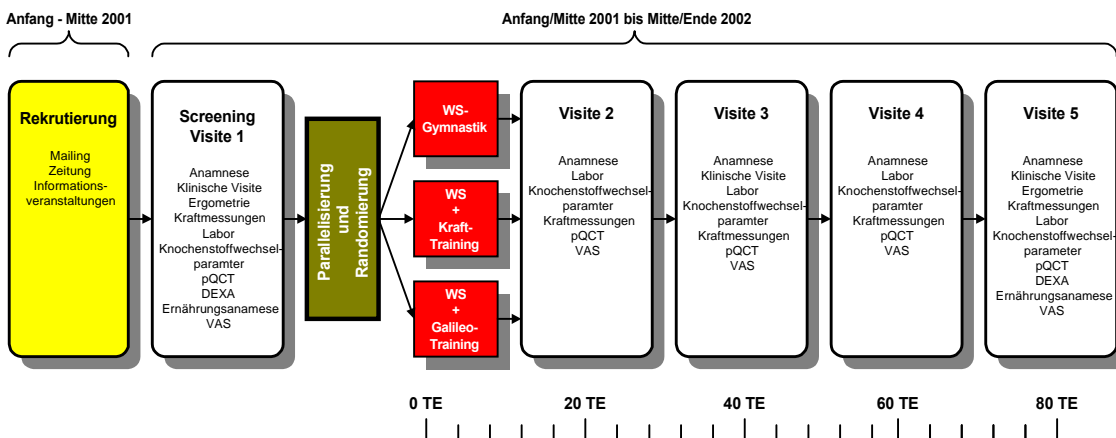 Anfang - Mitte 2001
Anfang/Mitte 2001 bis Mitte/Ende 2002
Rekrutierung
Mailing
Zeitung
Informations-
veranstaltungen
Screening
Visite 1
Anamnese
Klinische Visite
Ergometrie
Kraftmessungen
Labor
Knochenstoffwechsel-
paramter
pQCT
DEXA
Ernährungsanamese
VAS
Parallelisierung
und
Randomierung
WS-
Gymnastik
WS
+
Kraft-
Training
WS
+
Galileo-
Training
Visite 2
Anamnese
Labor
Knochenstoffwechsel-
paramter
Kraftmessungen
pQCT
VAS
Visite 3
Anamnese
Klinische Visite
Labor
Knochenstoffwechsel-
paramter
Kraftmessungen
pQCT
VAS
Visite 4
Anamnese
Labor
Knochenstoffwechsel-
paramter
Kraftmessungen
pQCT
VAS
Visite 5
Anamnese
Klinische Visite
Ergometrie
Kraftmessungen
Labor
Knochenstoffwechsel-
parameter
pQCT
DEXA
Ernährungsanamese
VAS
0 TE
20 TE
40 TE
60 TE
80 TE